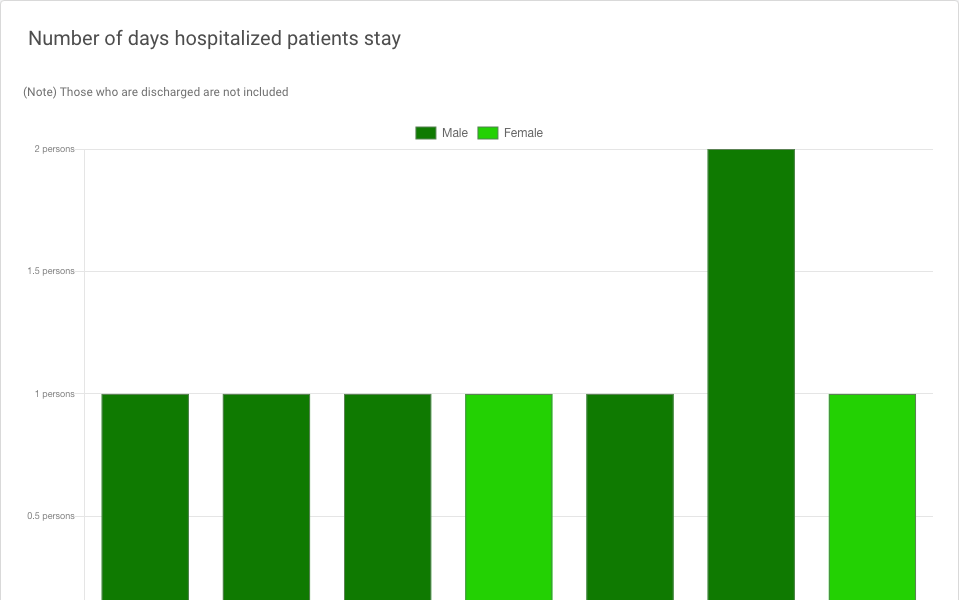 Number of days hospitalized patients stay
(Note) Those who are discharged are not included
Male Female
2 persons
1.5 persons
1 persons
0.5 persons